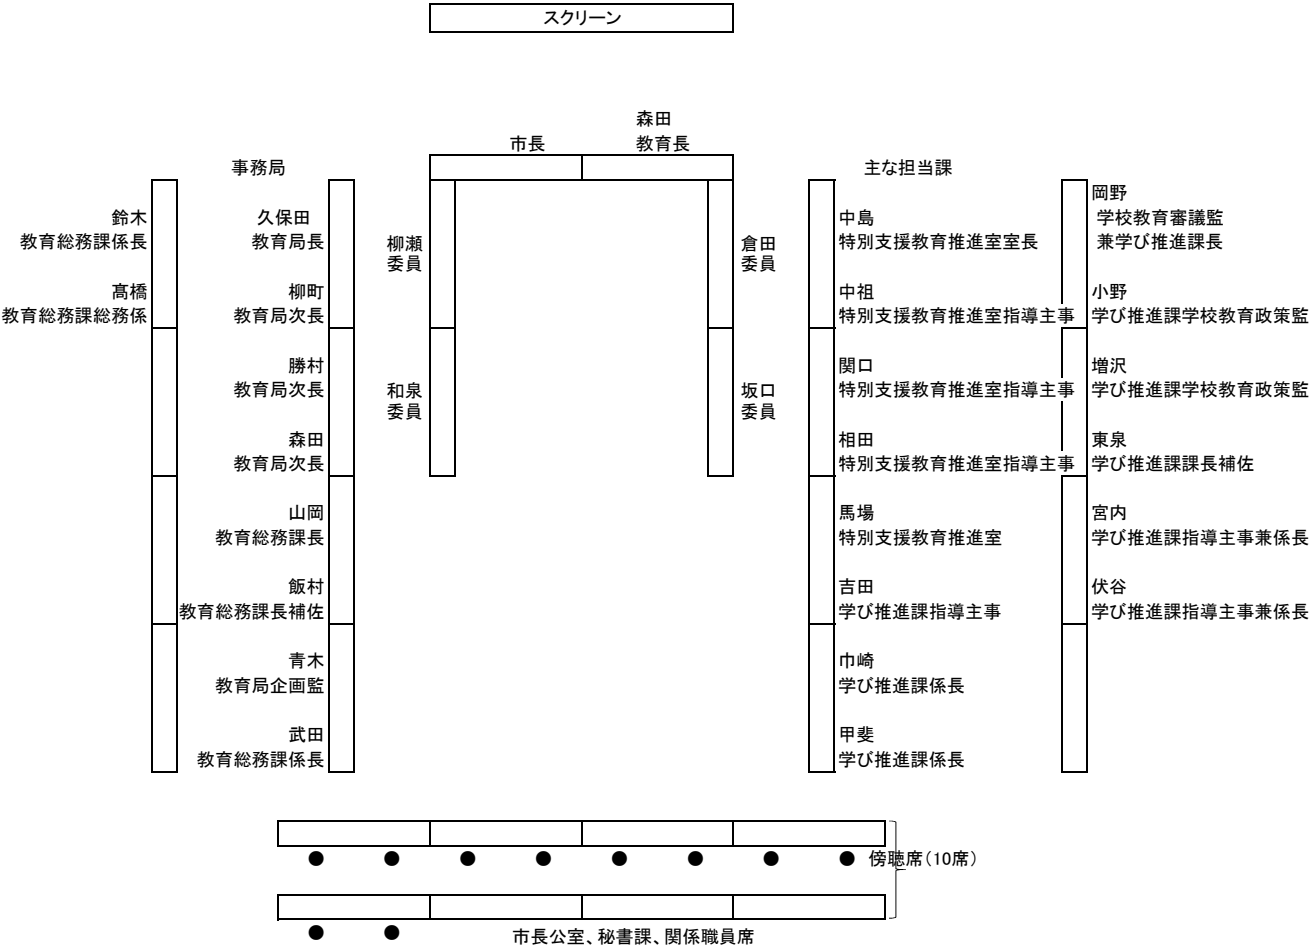 スクリーン
市長
森田
教育長
事務局
主な担当課
鈴木
教育総務課係長
髙橋
教育総務課総務係
久保田
教育局長
柳町
教育局次長
勝村
教育局次長
森田
教育局次長
山岡
教育総務課長
飯村
教育総務課長補佐
青木
教育局企画監
武田
教育総務課係長
柳瀬
委員
和泉
委員
倉田
委員
坂口
委員
中島
特別支援教育推進室室長
中祖
特別支援教育推進室指導主事
関口
特別支援教育推進室指導主事
相田
特別支援教育推進室指導主事
馬場
特別支援教育推進室
吉田
学び推進課指導主事
巾崎
学び推進課係長
甲斐
学び推進課係長
岡野
学校教育審議監
兼学び推進課長
小野
学び推進課学校教育政策監
増沢
学び推進課学校教育政策監
東泉
学び推進課課長補佐
宮内
学び推進課指導主事兼係長
伏谷
学び推進課指導主事兼係長
傍聴席(10席)
市長公室、秘書課、関係職員席